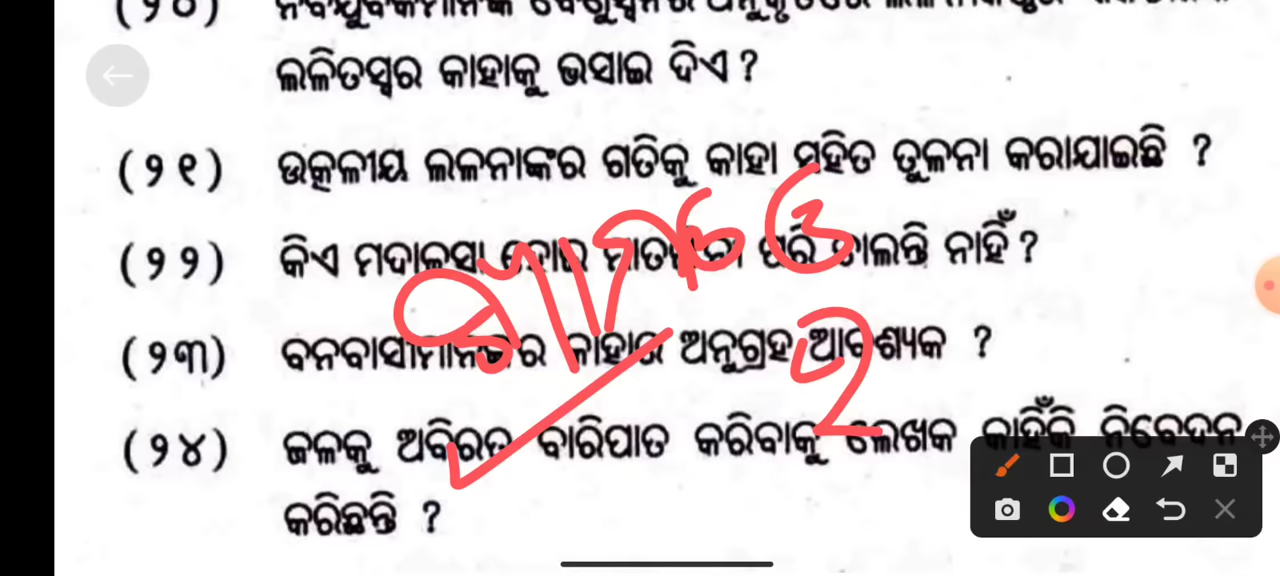 (୨୦)
ଲଳିତସ୍ୱର କାହାକୁ ଭସାଇ ଦିଏ ?
(୨୧) ଉତ୍କଳୀୟ ଲଳନାଙ୍କର ଗତିକୁ କାହା ସହିତ ତୁଳନା କରାଯାଇଛି ?
(୨୨) କିଏ ମଦାଳସା ହୋଇ ପରି ଚାଲନ୍ତି ନାହିଁ ?
(୨୩) ବନବାସୀମାନଙ୍କର କାହାର ଅନୁଗ୍ରହ ଆବଶ୍ୟକ ?
(୨୪) ଜଳକୁ ଅବିରତ ବାରିପାତ କରିବାକୁ ଲେଖକ କାହିଁକି ନିବେଦନ
କରିଛନ୍ତି ?